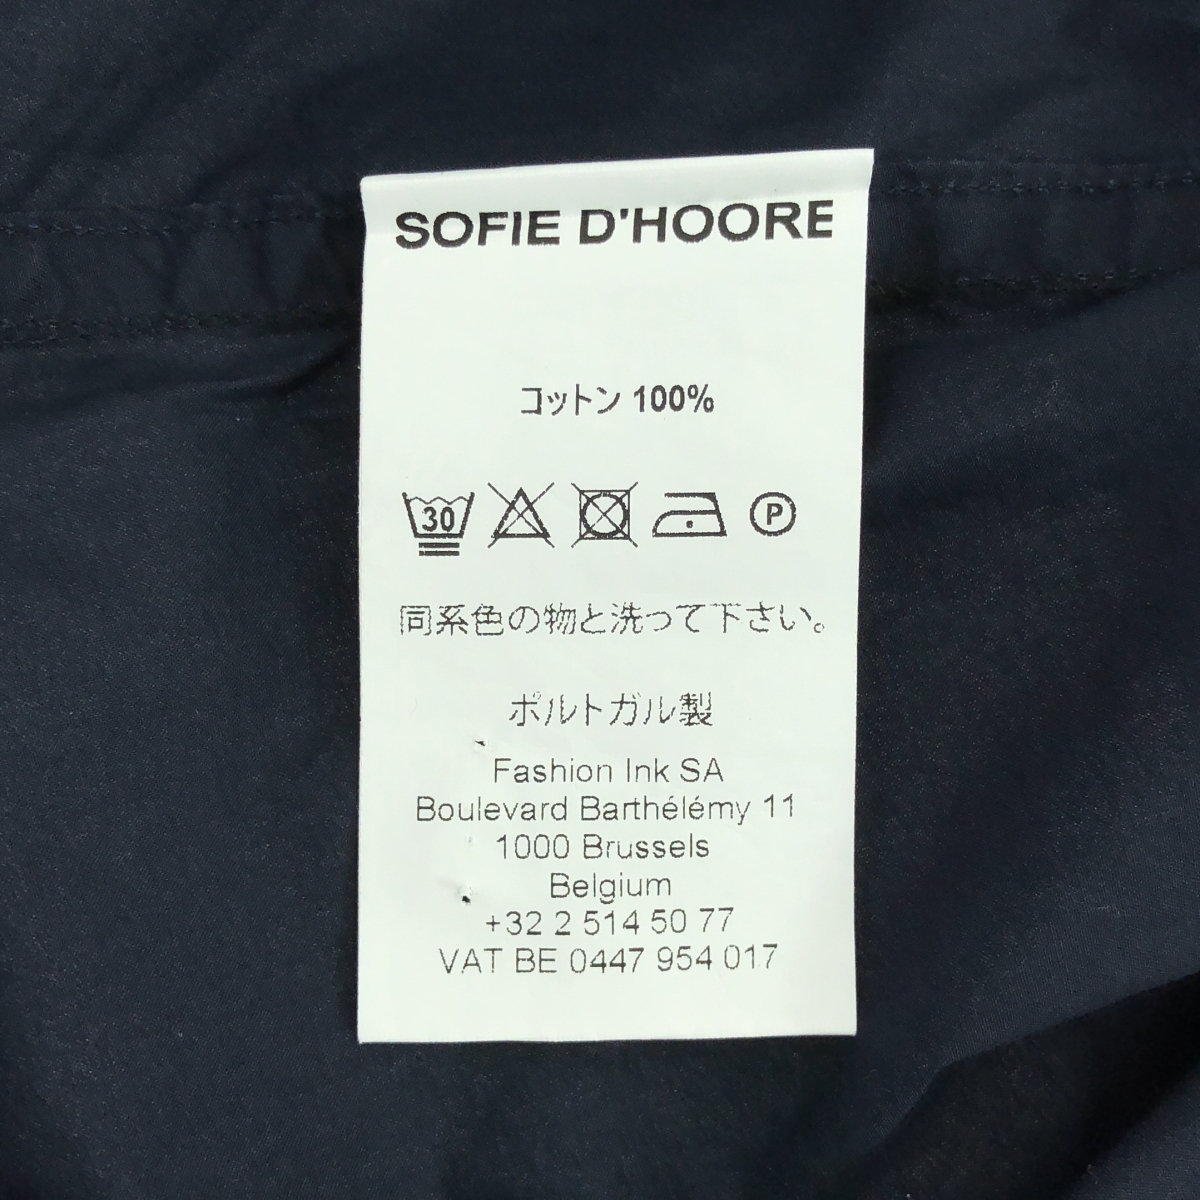 SOFIE D'HOORE
コットン 100%
30 P
同系色の物と洗って下さい。
ポルトガル製
Fashion Ink SA
Boulevard Barthélémy 11
1000 Brussels
Belgium
+32 2 514 50 77
VAT BE 0447 954 017